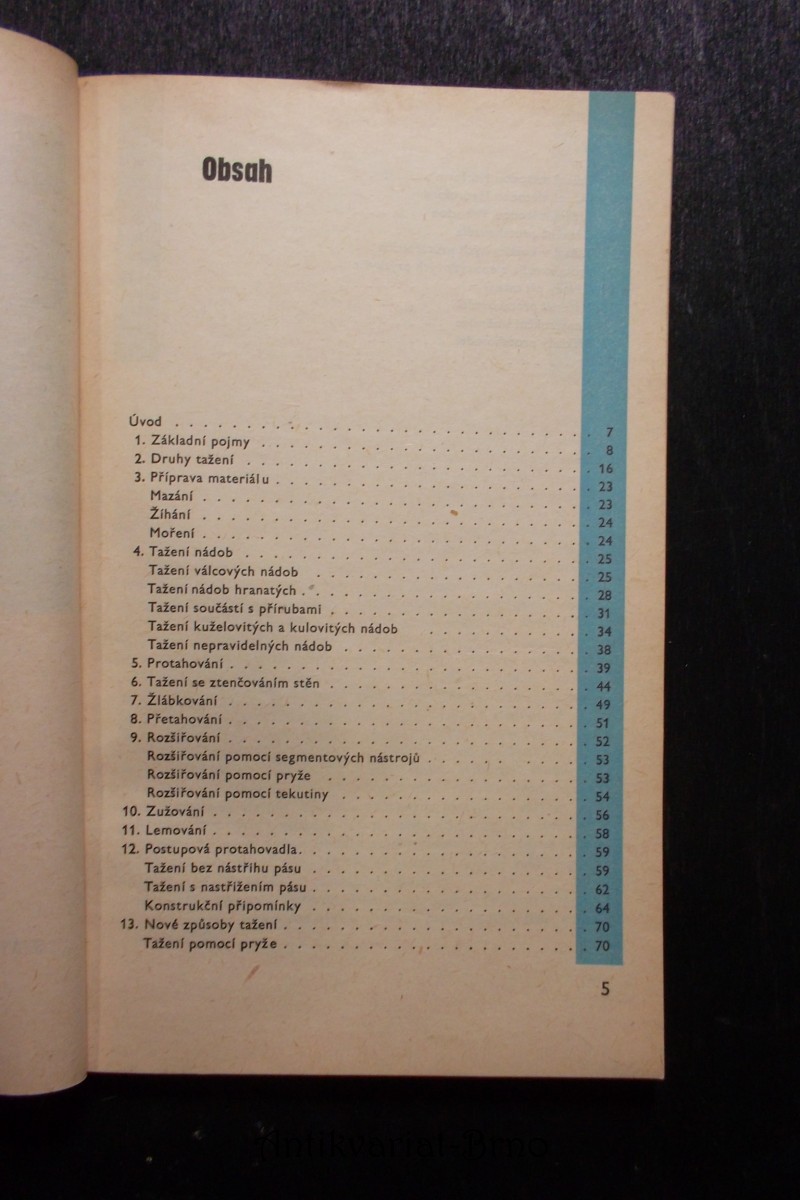 Obsah
Úvod . . . . . . . . . . . . . . . . . . . . . . . . . . . . . 7
1. Základní pojmy . . . . . . . . . . . . . . . . . . . . . . . 8
2. Druhy tažení . . . . . . . . . . . . . . . . . . . . . . . . 16
3. Příprava materiálu . . . . . . . . . . . . . . . . . . . . . . 23
Mazání . . . . . . . . . . . . . . . . . . . . . . . . . . . 23
Žíhání . . . . . . . . . . . . . . . . . . . . . . . . . . . 24
Moření . . . . . . . . . . . . . . . . . . . . . . . . . . . 24
4. Tažení nádob . . . . . . . . . . . . . . . . . . . . . . . . 25
Tažení válcových nádob . . . . . . . . . . . . . . . . . . . 25
Tažení nádob hranatých . . . . . . . . . . . . . . . . . . . . 28
Tažení součástí s přírubami . . . . . . . . . . . . . . . . . . 31
Tažení kuželovitých a kulovitých nádob . . . . . . . . . . . . 34
Tažení nepravidelných nádob . . . . . . . . . . . . . . . . . 38
5. Protahování . . . . . . . . . . . . . . . . . . . . . . . . . 39
6. Tažení se ztenčováním stěn . . . . . . . . . . . . . . . . . . 44
7. Žlábkování . . . . . . . . . . . . . . . . . . . . . . . . . 49
8. Přetahování . . . . . . . . . . . . . . . . . . . . . . . . . 51
9. Rozšiřování . . . . . . . . . . . . . . . . . . . . . . . . . 52
Rozšiřování pomocí segmentových nástrojů . . . . . . . . . . 53
Rozšiřování pomocí pryže . . . . . . . . . . . . . . . . . . 53
Rozšiřování pomocí tekutiny . . . . . . . . . . . . . . . . . 54
10. Zužování . . . . . . . . . . . . . . . . . . . . . . . . . . 56
11. Lemování . . . . . . . . . . . . . . . . . . . . . . . . . . 58
12. Postupová protahovadla . . . . . . . . . . . . . . . . . . . . 59
Tažení bez nástřihu pásu . . . . . . . . . . . . . . . . . . . 59
Tažení s nastřižením pásu . . . . . . . . . . . . . . . . . . . 62
Konstrukční připomínky . . . . . . . . . . . . . . . . . . . 64
13. Nové způsoby tažení . . . . . . . . . . . . . . . . . . . . . 70
Tažení pomocí pryže . . . . . . . . . . . . . . . . . . . . . 70
5
Antikvariat-Brno